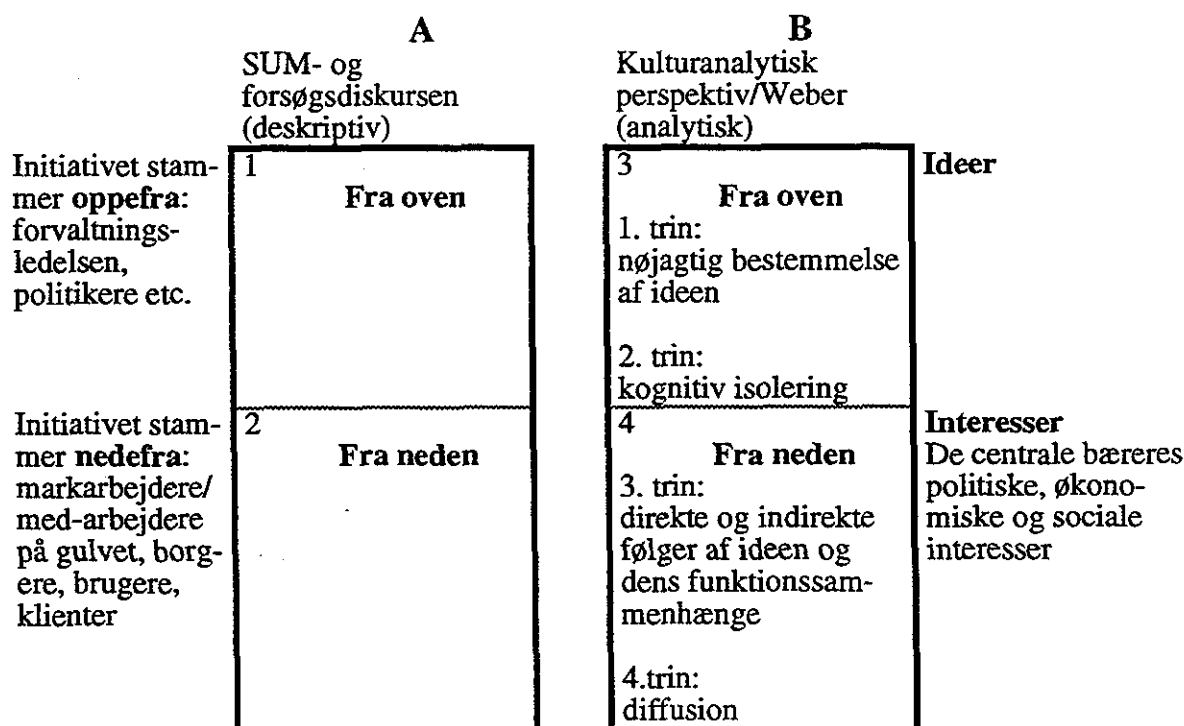 A
SUM- og
forsøgsdiskursen
(deskriptiv)
B
Kulturanalytisk
perspektiv/Weber
(analytisk)
Initiativet stam-
mer oppefra:
forvaltnings-
ledelsen,
politikere etc.
1
Fra oven
3
Fra oven
1. trin:
nøjagtig bestemmelse
af ideen
2. trin:
kognitiv isolering
Ideer
Initiativet stam-
mer nedefra:
markarbejdere/
med-arbejdere
på gulvet, borg-
ere, brugere,
klienter
2
Fra neden
4
Fra neden
3. trin:
direkte og indirekte
følger af ideen og
dens funktionssam-
menhænge
4.trin:
diffusion
Interesser
De centrale bæreres
politiske, økono-
miske og sociale
interesser